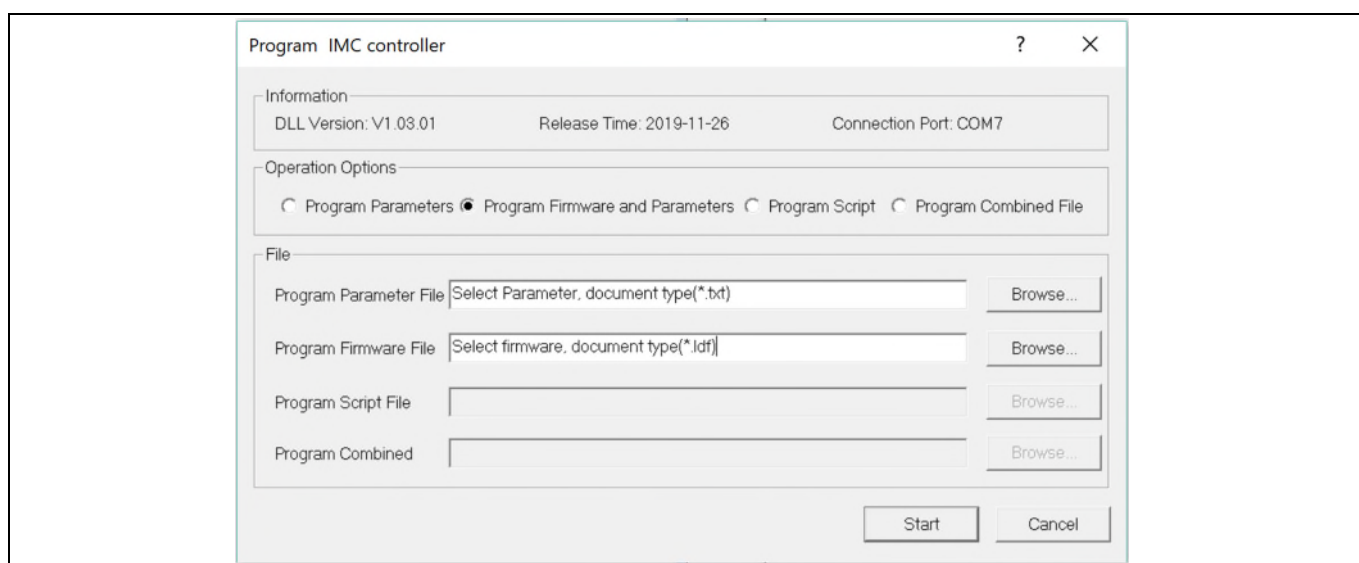 Program IMC controller ? X
Information
DLL Version: V1.03.01 Release Time: 2019-11-26 Connection Port: COM7
Operation Options
Program Parameters Program Firmware and Parameters Program Script Program Combined File
File
Program Parameter File Select Parameter, document type(*.txt) Browse...
Program Firmware File Select firmware, document type(*.ldf) Browse...
Program Script File Browse...
Program Combined Browse...
Start Cancel